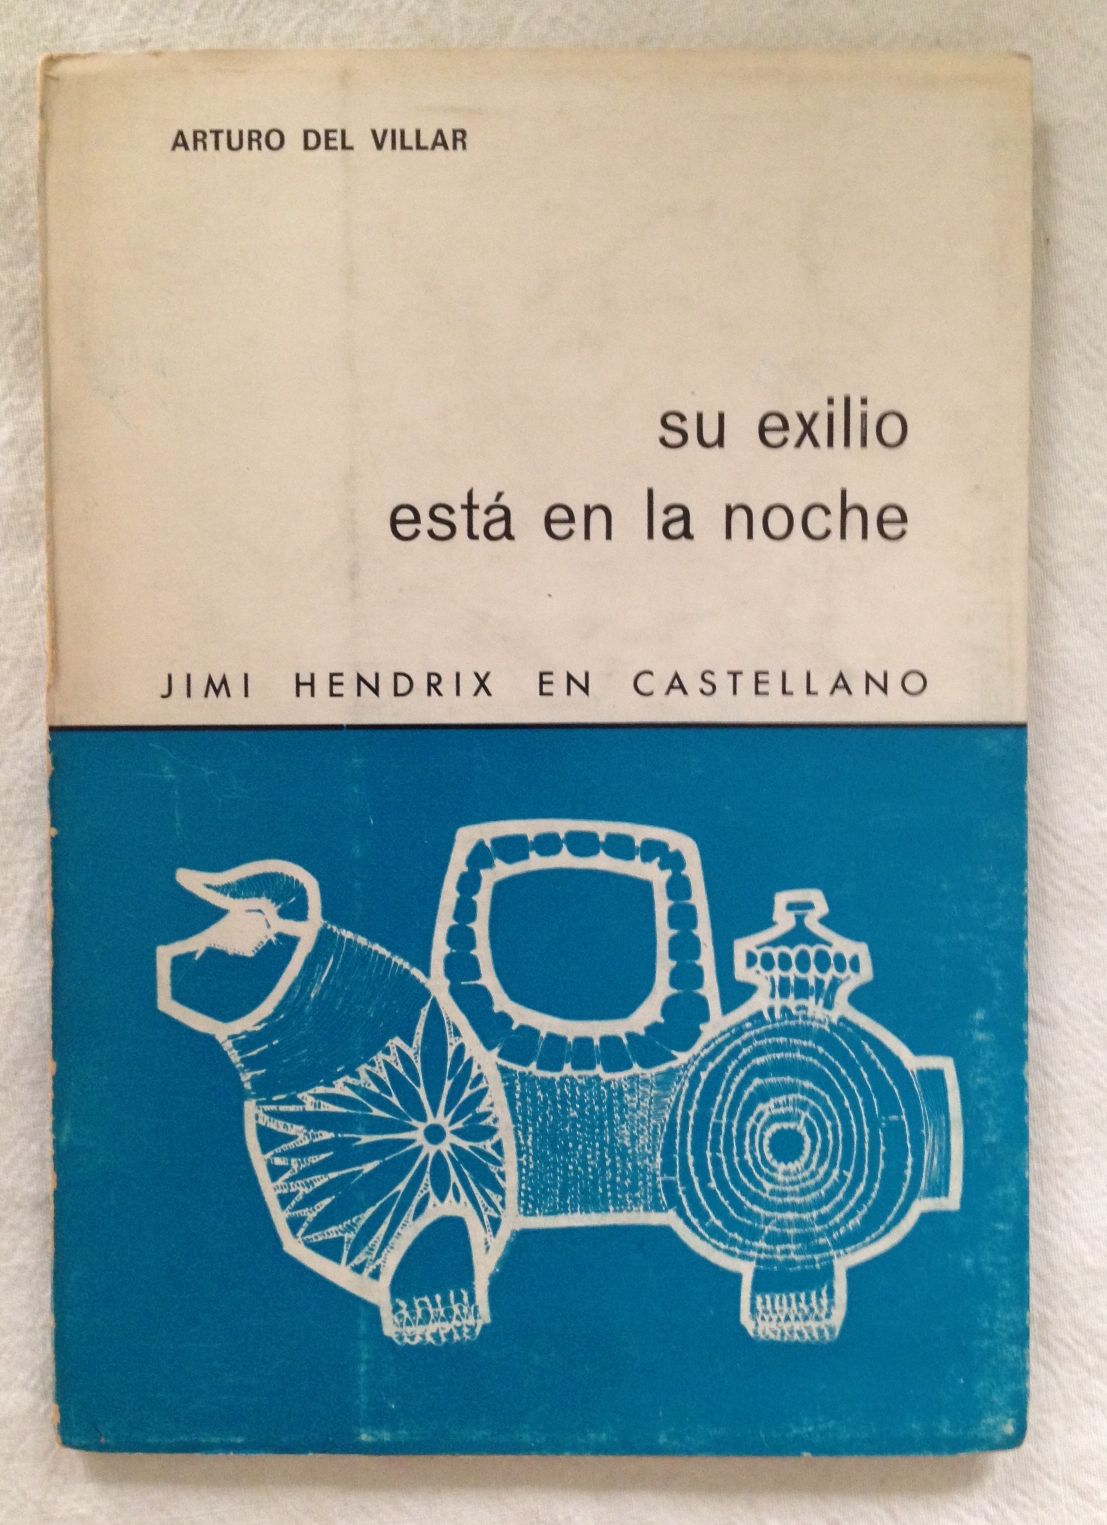 ARTURO DEL VILLAR
su exilio
está en la noche
JIMI HENDRIX EN CASTELLANO